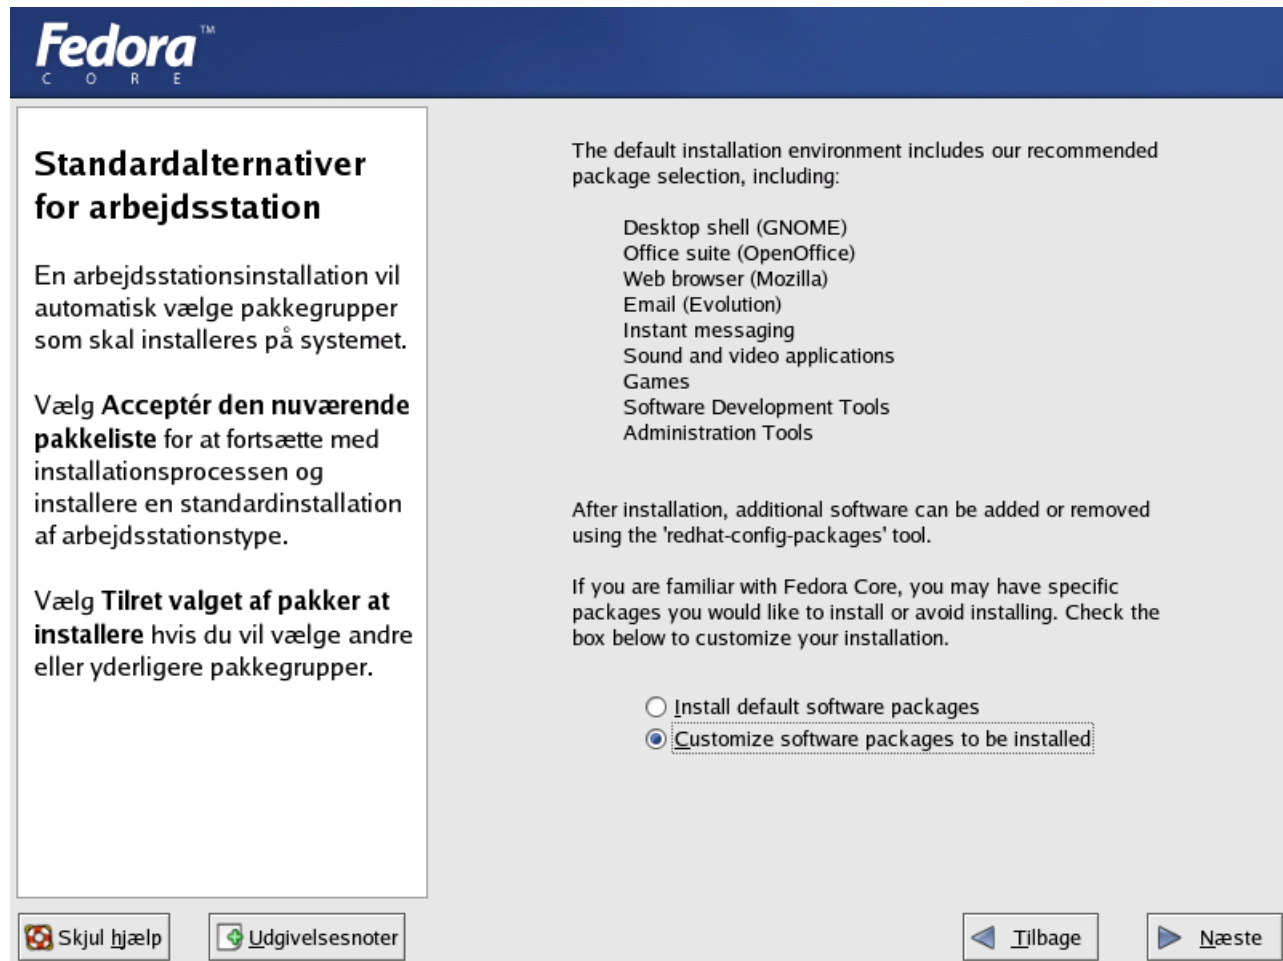 Fedora™
CORE
Standardalternativer
for arbejdsstation
En arbejdsstationsinstallation vil
automatisk vælge pakkegrupper
som skal installeres på systemet.
Vælg Acceptér den nuværende
pakkeliste for at fortsætte med
installationsprocessen og
installere en standardinstallation
af arbejdsstationstype.
Vælg Tilret valget af pakker at
installere hvis du vil vælge andre
eller yderligere pakkegrupper.
The default installation environment includes our recommended
package selection, including:
Desktop shell (GNOME)
Office suite (OpenOffice)
Web browser (Mozilla)
Email (Evolution)
Instant messaging
Sound and video applications
Games
Software Development Tools
Administration Tools
After installation, additional software can be added or removed
using the 'redhat-config-packages' tool.
If you are familiar with Fedora Core, you may have specific
packages you would like to install or avoid installing. Check the
box below to customize your installation.
Install default software packages
Customize software packages to be installed
Skjul hjælp
Udgivelsesnoter
Tilbage
Næste